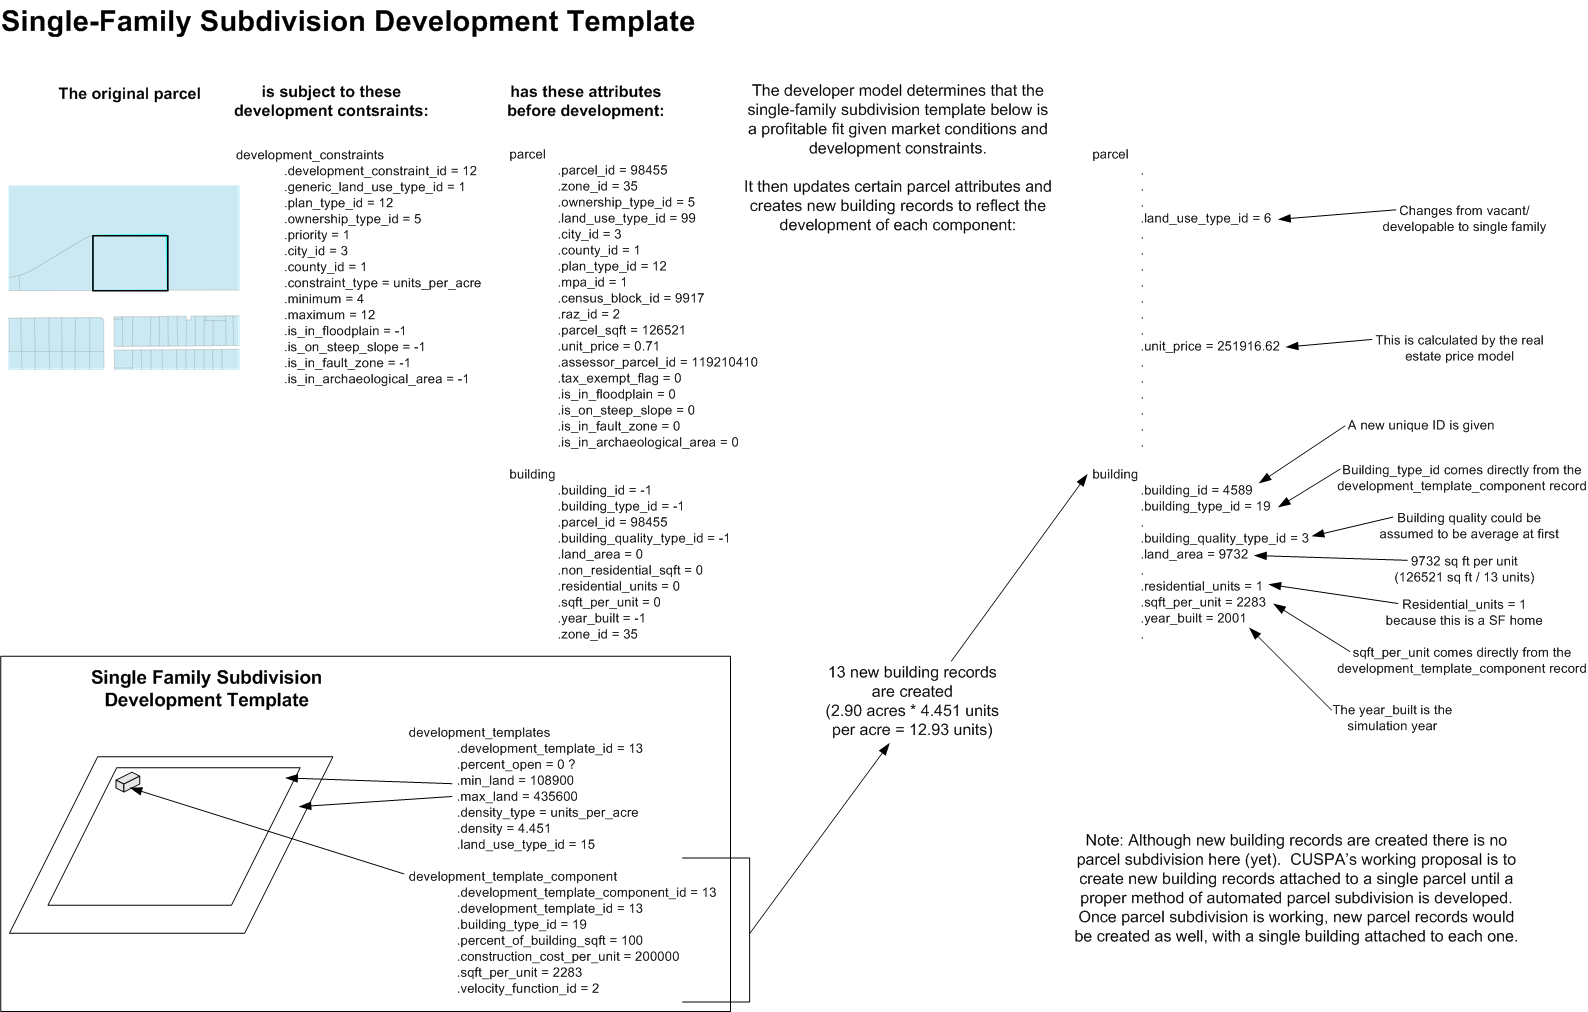 Single-Family Subdivision Development Template
The original parcel
is subject to these
development contsraints:
development_constraints
.development_constraint_id = 12
.generic_land_use_type_id = 1
.plan_type_id = 12
.ownership_type_id = 5
.priority = 1
.city_id = 3
.county_id = 1
.constraint_type = units_per_acre
.minimum = 4
.maximum = 12
.is_in_floodplain = -1
.is_on_steep_slope = -1
.is_in_fault_zone = -1
.is_in_archaeological_area = -1
has these attributes
before development:
parcel
.parcel_id = 98455
.zone_id = 35
.ownership_type_id = 5
.land_use_type_id = 99
.city_id = 3
.county_id = 1
.plan_type_id = 12
.mpa_id = 1
.census_block_id = 9917
.raz_id = 2
.parcel_sqft = 126521
.unit_price = 0.71
.assessor_parcel_id = 119210410
.tax_exempt_flag = 0
.is_in_floodplain = 0
.is_on_steep_slope = 0
.is_in_fault_zone = 0
.is_in_archaeological_area = 0
building
.building_id = -1
.building_type_id = -1
.parcel_id = 98455
.building_quality_type_id = -1
.land_area = 0
.non_residential_sqft = 0
.residential_units = 0
.sqft_per_unit = 0
.year_built = -1
.zone_id = 35
The developer model determines that the
single-family subdivision template below is
a profitable fit given market conditions and
development constraints.
It then updates certain parcel attributes and
creates new building records to reflect the
development of each component:
parcel
.
.
.
.land_use_type_id = 6
.
.
.
.
.
.
.
.unit_price = 251916.62
.
.
.
.
.
.
building
.building_id = 4589
.building_type_id = 19
.
.building_quality_type_id = 3
.land_area = 9732
.
.residential_units = 1
.sqft_per_unit = 2283
.year_built = 2001
.
Changes from vacant/
developable to single family
This is calculated by the real
estate price model
A new unique ID is given
Building_type_id comes directly from the
development_template_component record
Building quality could be
assumed to be average at first
9732 sq ft per unit
(126521 sq ft / 13 units)
Residential_units = 1
because this is a SF home
sqft_per_unit comes directly from the
development_template_component record
The year_built is the
simulation year
Single Family Subdivision
Development Template
development_templates
.development_template_id = 13
.percent_open = 0 ?
.min_land = 108900
.max_land = 435600
.density_type = units_per_acre
.density = 4.451
.land_use_type_id = 15
development_template_component
.development_template_component_id = 13
.development_template_id = 13
.building_type_id = 19
.percent_of_building_sqft = 100
.construction_cost_per_unit = 200000
.sqft_per_unit = 2283
.velocity_function_id = 2
13 new building records
are created
(2.90 acres * 4.451 units
per acre = 12.93 units)
Note: Although new building records are created there is no
parcel subdivision here (yet).  CUSPA's working proposal is to
create new building records attached to a single parcel until a
proper method of automated parcel subdivision is developed.
Once parcel subdivision is working, new parcel records would
be created as well, with a single building attached to each one.